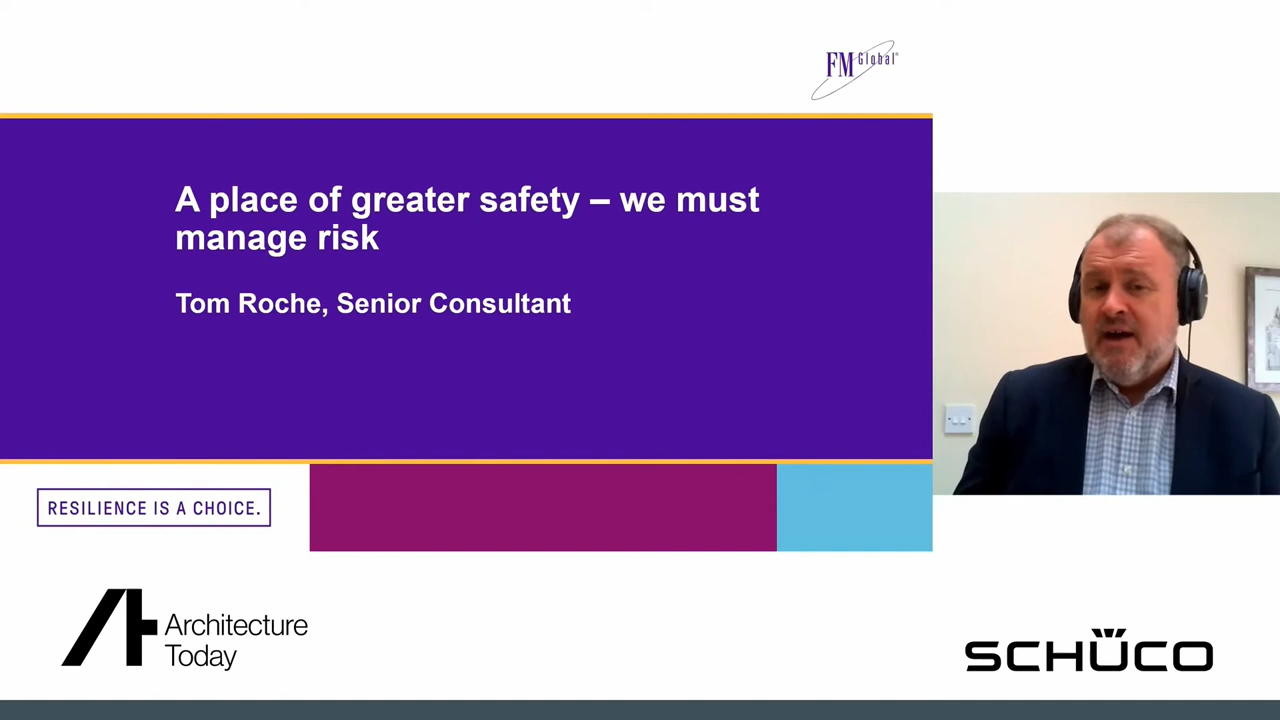 FM Global®
A place of greater safety – we must
manage risk
Tom Roche, Senior Consultant
RESILIENCE IS A CHOICE.
Architecture
Today
SCHÜCO